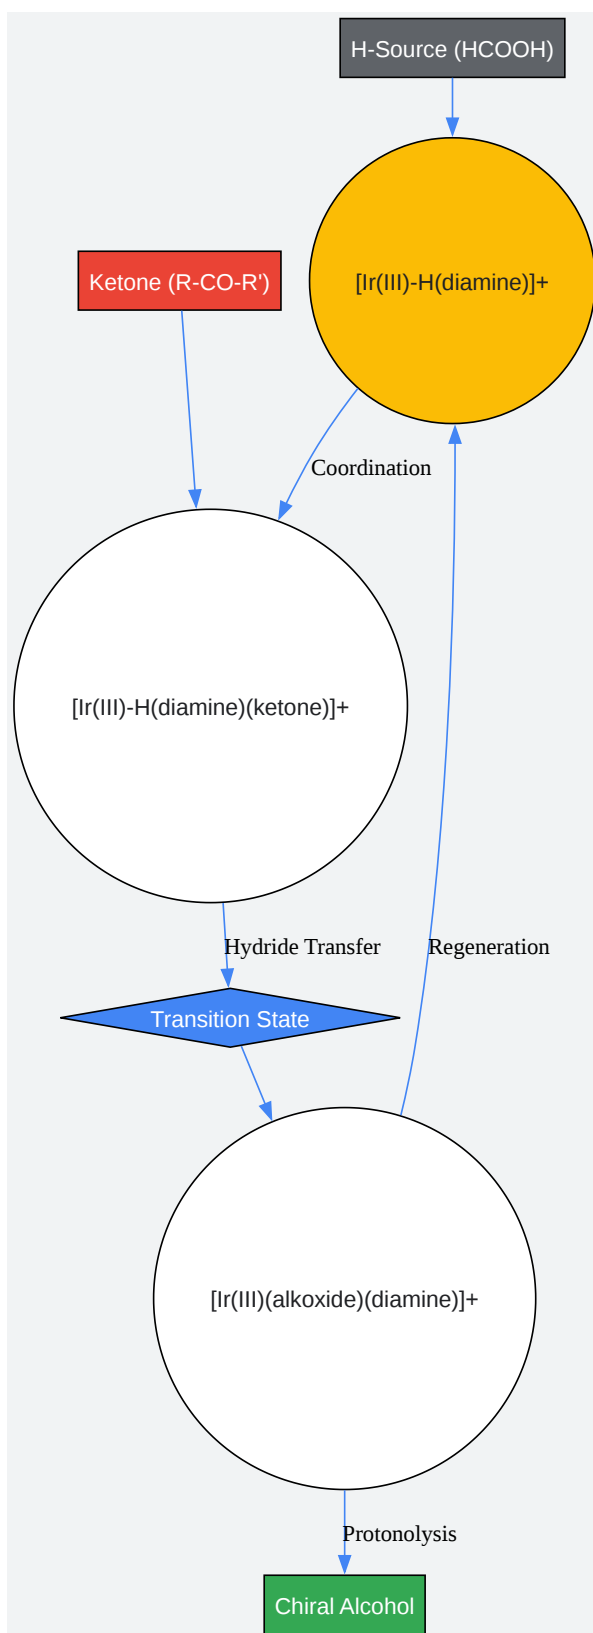 H-Source (HCOOH)
Ketone (R-CO-R')
[Ir(III)-H(diamine)]+
Coordination
[Ir(III)-H(diamine)(ketone)]+
Hydride Transfer
Regeneration
Transition State
[Ir(III)(alkoxide)(diamine)]+
Protonolysis
Chiral Alcohol